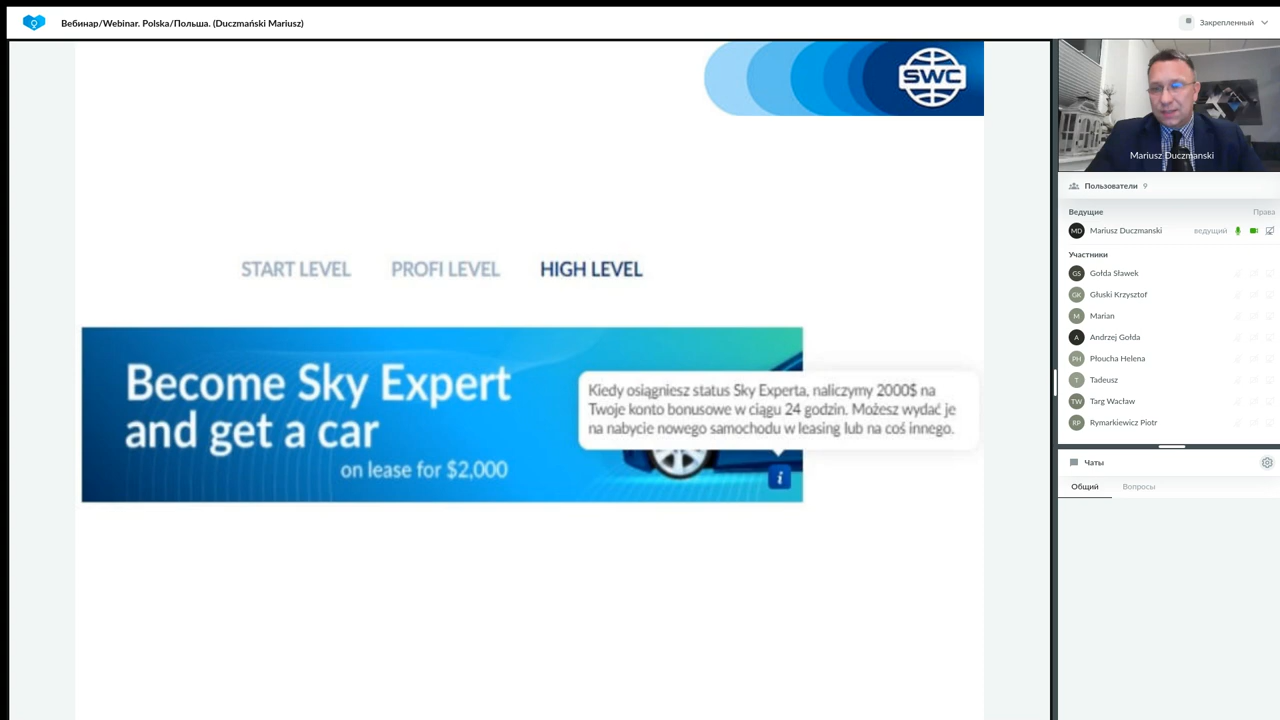 Вебинар/Webinar. Polska/Польша. (Duczmański Mariusz)
Закрепленный
SWC
START LEVEL PROFI LEVEL HIGH LEVEL
Become Sky Expert
and get a car
on lease for $2,000
Kiedy osiągniesz status Sky Experta, naliczymy 2000$ na
Twoje konto bonusowe w ciągu 24 godzin. Możesz wydać je
na nabycie nowego samochodu w leasing lub na coś innego.
i
Mariusz Duczmanski
Пользователи 9
Ведущие Права
MD Mariusz Duczmanski ведущий
Участники
GS Gołda Sławek
GK Głuski Krzysztof
M Marian
A Andrzej Gołda
PH Płoucha Helena
T Tadeusz
TW Targ Wacław
RP Rymarkiewicz Piotr
Чаты
Общий Вопросы